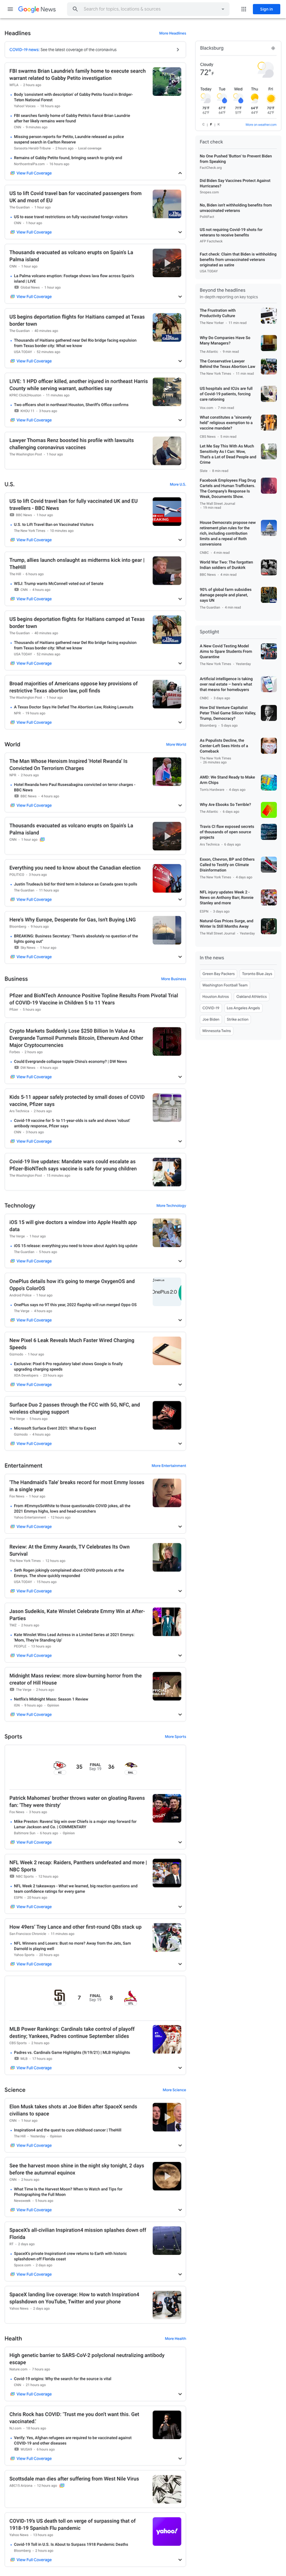 Google News
Search for topics, locations & sources
Sign in
Headlines
More Headlines
COVID-19 news: See the latest coverage of the coronavirus
FBI swarms Brian Laundrie's family home to execute search
warrant related to Gabby Petito investigation
Body 'consistent with description' of Gabby Petito found in Bridger-
Teton National Forest
FBI searches family home of Gabby Petito's fiancé Brian Laundrie
after her likely remains were found
Missing person reports for Petito, Laundrie released as police
suspend search in Carlton Reserve
Remains of Gabby Petito found, bringing search to grisly end
View Full Coverage
US to lift Covid travel ban for vaccinated passengers from
UK and most of EU
US to ease travel restrictions on fully vaccinated foreign visitors
View Full Coverage
Thousands evacuated as volcano erupts on Spain's La
Palma island
La Palma volcanic eruption: Footage shows lava flow across Spain's
island | LIVE
View Full Coverage
US begins deportation flights for Haitians camped at Texas
border town
Thousands of Haitians gathered near Del Rio bridge facing expulsion
from Texas border city: What we know
View Full Coverage
LIVE: 1 HPD officer killed, another injured in northeast Harris
County while serving warrant, authorities say
Two officers shot in northeast Houston, Sheriff's Office confirms
View Full Coverage
Lawyer Thomas Renz boosted his profile with lawsuits
challenging coronavirus vaccines
U.S.
More U.S.
US to lift Covid travel ban for fully vaccinated UK and EU
travellers - BBC News
U.S. to Lift Travel Ban on Vaccinated Visitors
View Full Coverage
Trump, allies launch onslaught as midterms kick into gear |
TheHill
WSJ: Trump wants McConnell voted out of Senate
View Full Coverage
US begins deportation flights for Haitians camped at Texas
border town
Thousands of Haitians gathered near Del Rio bridge facing expulsion
from Texas border city: What we know
View Full Coverage
Broad majorities of Americans oppose key provisions of
restrictive Texas abortion law, poll finds
A Texas Doctor Says He Defied The Abortion Law, Risking Lawsuits
View Full Coverage
World
More World
The Man Whose Heroism Inspired 'Hotel Rwanda' Is
Convicted On Terrorism Charges
Hotel Rwanda hero Paul Rusesabagina convicted on terror charges -
BBC News
View Full Coverage
Thousands evacuated as volcano erupts on Spain's La
Palma island
Everything you need to know about the Canadian election
Justin Trudeau's bid for third term in balance as Canada goes to polls
View Full Coverage
Here's Why Europe, Desperate for Gas, Isn't Buying LNG
BREAKING: Business Secretary: 'There's absolutely no question of the
lights going out'
View Full Coverage
Business
More Business
Pfizer and BioNTech Announce Positive Topline Results From Pivotal Trial
of COVID-19 Vaccine in Children 5 to 11 Years
Crypto Markets Suddenly Lose $250 Billion In Value As
Evergrande Turmoil Pummels Bitcoin, Ethereum And Other
Major Cryptocurrencies
Could Evergrande collapse topple China's economy? | DW News
View Full Coverage
Kids 5-11 appear safely protected by small doses of COVID
vaccine, Pfizer says
Covid-19 vaccine for 5- to 11-year-olds is safe and shows 'robust'
antibody response, Pfizer says
View Full Coverage
Covid-19 live updates: Mandate wars could escalate as
Pfizer-BioNTech says vaccine is safe for young children
Technology
More Technology
iOS 15 will give doctors a window into Apple Health app
data
iOS 15 release: everything you need to know about Apple's big update
View Full Coverage
OnePlus details how it's going to merge OxygenOS and
Oppo's ColorOS
OnePlus says no 9T this year, 2022 flagship will run merged Oppo OS
View Full Coverage
New Pixel 6 Leak Reveals Much Faster Wired Charging
Speeds
Exclusive: Pixel 6 Pro regulatory label shows Google is finally
upgrading charging speeds
View Full Coverage
Surface Duo 2 passes through the FCC with 5G, NFC, and
wireless charging support
Microsoft Surface Event 2021: What to Expect
View Full Coverage
Entertainment
More Entertainment
'The Handmaid's Tale' breaks record for most Emmy losses
in a single year
From #EmmysSoWhite to those questionable COVID jokes, all the
2021 Emmys highs, lows and head-scratchers
View Full Coverage
Review: At the Emmy Awards, TV Celebrates Its Own
Survival
Seth Rogen jokingly complained about COVID protocols at the
Emmys. The show quickly responded
View Full Coverage
Jason Sudeikis, Kate Winslet Celebrate Emmy Win at After-
Parties
Kate Winslet Wins Lead Actress in a Limited Series at 2021 Emmys:
'Mom, They're Standing Up'
View Full Coverage
Midnight Mass review: more slow-burning horror from the
creator of Hill House
Netflix's Midnight Mass: Season 1 Review
View Full Coverage
Sports
More Sports
35 FINAL 36
Sep 19
Patrick Mahomes' brother throws water on gloating Ravens
fan: 'They were thirsty'
Mike Preston: Ravens' big win over Chiefs is a major step forward for
Lamar Jackson and Co. | COMMENTARY
View Full Coverage
NFL Week 2 recap: Raiders, Panthers undefeated and more |
NBC Sports
NFL Week 2 takeaways - What we learned, big reaction questions and
team confidence ratings for every game
View Full Coverage
How 49ers' Trey Lance and other first-round QBs stack up
NFL Winners and Losers: Bust no more? Away from the Jets, Sam
Darnold is playing well
View Full Coverage
7 FINAL 8
Sep 19
MLB Power Rankings: Cardinals take control of playoff
destiny; Yankees, Padres continue September slides
Padres vs. Cardinals Game Highlights (9/19/21) | MLB Highlights
View Full Coverage
Science
More Science
Elon Musk takes shots at Joe Biden after SpaceX sends
civilians to space
Inspiration4 and the quest to cure childhood cancer | TheHill
View Full Coverage
See the harvest moon shine in the night sky tonight, 2 days
before the autumnal equinox
What Time Is the Harvest Moon? When to Watch and Tips for
Photographing the Full Moon
View Full Coverage
SpaceX's all-civilian Inspiration4 mission splashes down off
Florida
SpaceX's private Inspiration4 crew returns to Earth with historic
splashdown off Florida coast
View Full Coverage
SpaceX landing live coverage: How to watch Inspiration4
splashdown on YouTube, Twitter and your phone
Health
More Health
High genetic barrier to SARS-CoV-2 polyclonal neutralizing antibody
escape
Covid-19 origins: Why the search for the source is vital
View Full Coverage
Chris Rock has COVID: 'Trust me you don't want this. Get
vaccinated.'
Verify: Yes, Afghan refugees are required to be vaccinated against
COVID-19 and other diseases
View Full Coverage
Scottsdale man dies after suffering from West Nile Virus
COVID-19's US death toll on verge of surpassing that of
1918-19 Spanish Flu pandemic
Covid-19 Toll in U.S. Is About to Surpass 1918 Pandemic Deaths
View Full Coverage
yahoo!
Blacksburg
Cloudy
72°F
Today Tue Wed Thu Fri
More on weather.com
Fact check
No One Pushed 'Button' to Prevent Biden
from Speaking
FactCheck.org
Did Biden Say Vaccines Protect Against
Hurricanes?
Snopes.com
No, Biden isn't withholding benefits from
unvaccinated veterans
PolitiFact
US not requiring Covid-19 shots for
veterans to receive benefits
AFP Factcheck
Fact check: Claim that Biden is withholding
benefits from unvaccinated veterans
originated as satire
USA TODAY
Beyond the headlines
In-depth reporting on key topics
The Frustration with
Productivity Culture
Why Do Companies Have So
Many Managers?
The Conservative Lawyer
Behind the Texas Abortion Law
US hospitals and ICUs are full
of Covid-19 patients, forcing
care rationing
What constitutes a "sincerely
held" religious exemption to a
vaccine mandate?
Let Me Say This With As Much
Sensitivity As I Can: Wow,
That's a Lot of Dead People and
Crime
Facebook Employees Flag Drug
Cartels and Human Traffickers.
The Company's Response Is
Weak, Documents Show.
House Democrats propose new
retirement plan rules for the
rich, including contribution
limits and a repeal of Roth
conversions
World War Two: The forgotten
Indian soldiers of Dunkirk
90% of global farm subsidies
damage people and planet,
says UN
Spotlight
A New Covid Testing Model
Aims to Spare Students From
Quarantine
Artificial intelligence is taking
over real estate – here's what
that means for homebuyers
How Did Venture Capitalist
Peter Thiel Game Silicon Valley,
Trump, Democracy?
As Populists Decline, the
Center-Left Sees Hints of a
Comeback
AMD: We Stand Ready to Make
Arm Chips
Why Are Ebooks So Terrible?
Travis CI flaw exposed secrets
of thousands of open source
projects
Exxon, Chevron, BP and Others
Called to Testify on Climate
Disinformation
NFL injury updates Week 2 -
News on Anthony Barr, Ronnie
Stanley and more
Natural-Gas Prices Surge, and
Winter Is Still Months Away
In the news
Green Bay Packers
Toronto Blue Jays
Washington Football Team
Houston Astros
Oakland Athletics
COVID-19
Los Angeles Angels
Joe Biden
Strike action
Minnesota Twins